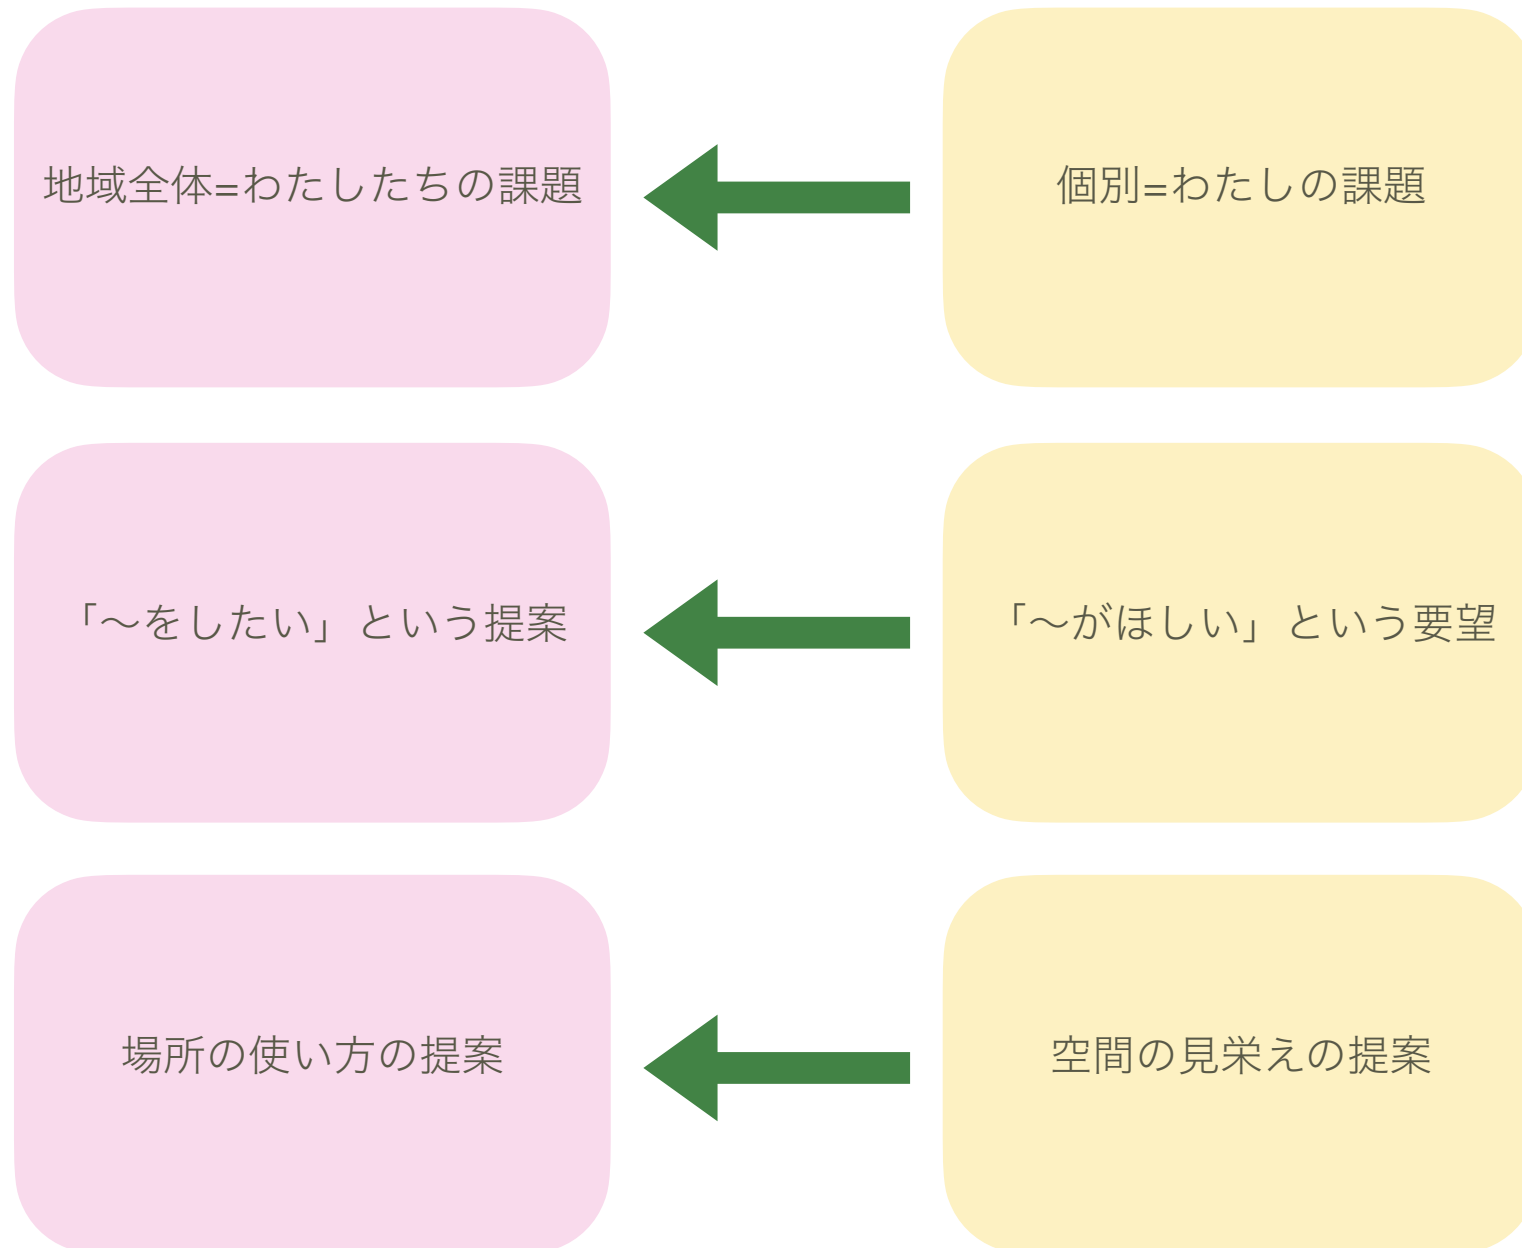 地域全体=わたしたちの課題
個別=わたしの課題
「～をしたい」という提案
「～がほしい」という要望
場所の使い方の提案
空間の見栄えの提案